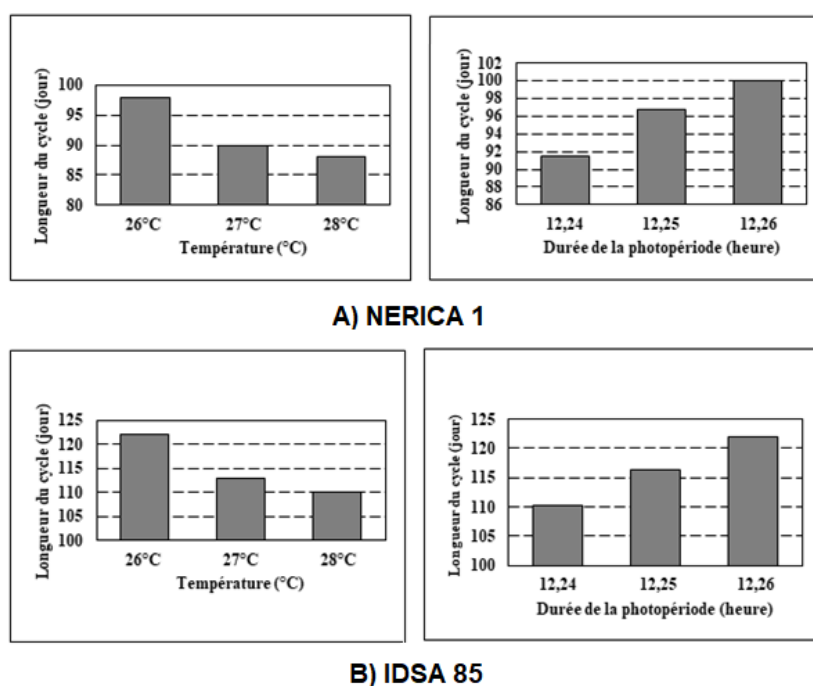 Longueur du cycle (jour)
100
95
90
85
80
26°C 27°C 28°C
Température (°C)
Longueur du cycle (jour)
102
100
98
96
94
92
90
88
86
12,24 12,25 12,26
Durée de la photopériode (heure)
A) NERICA 1
Longueur du cycle (jour)
125
120
115
110
105
100
26°C 27°C 28°C
Température (°C)
Longueur du cycle (jour)
125
120
115
110
105
100
12,24 12,25 12,26
Durée de la photopériode (heure)
B) IDSA 85